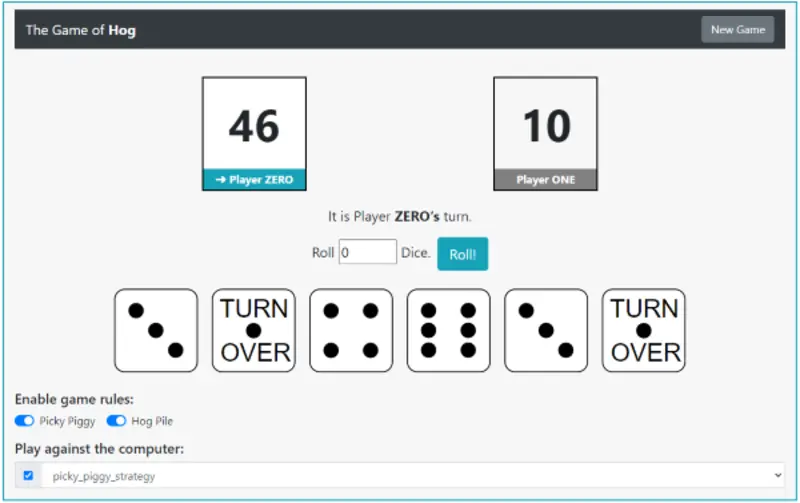 The Game of Hog
New Game
46
10
➔ Player ZERO
Player ONE
It is Player ZERO's turn.
Roll 0 Dice. Roll!
TURN
OVER
TURN
OVER
Enable game rules:
Picky Piggy Hog Pile
Play against the computer:
picky_piggy_strategy